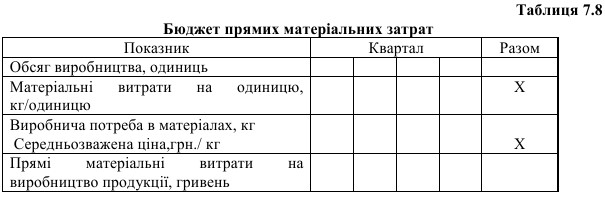 Таблиця 7.8
Бюджет прямих матеріальних затрат
Показник Квартал Разом
Обсяг виробництва, одиниць
Матеріальні витрати на одиницю, Х
кг/одиницю
Виробнича потреба в матеріалах, кг
Середньозважена ціна,грн./ кг Х
Прямі матеріальні витрати на
виробництво продукції, гривень